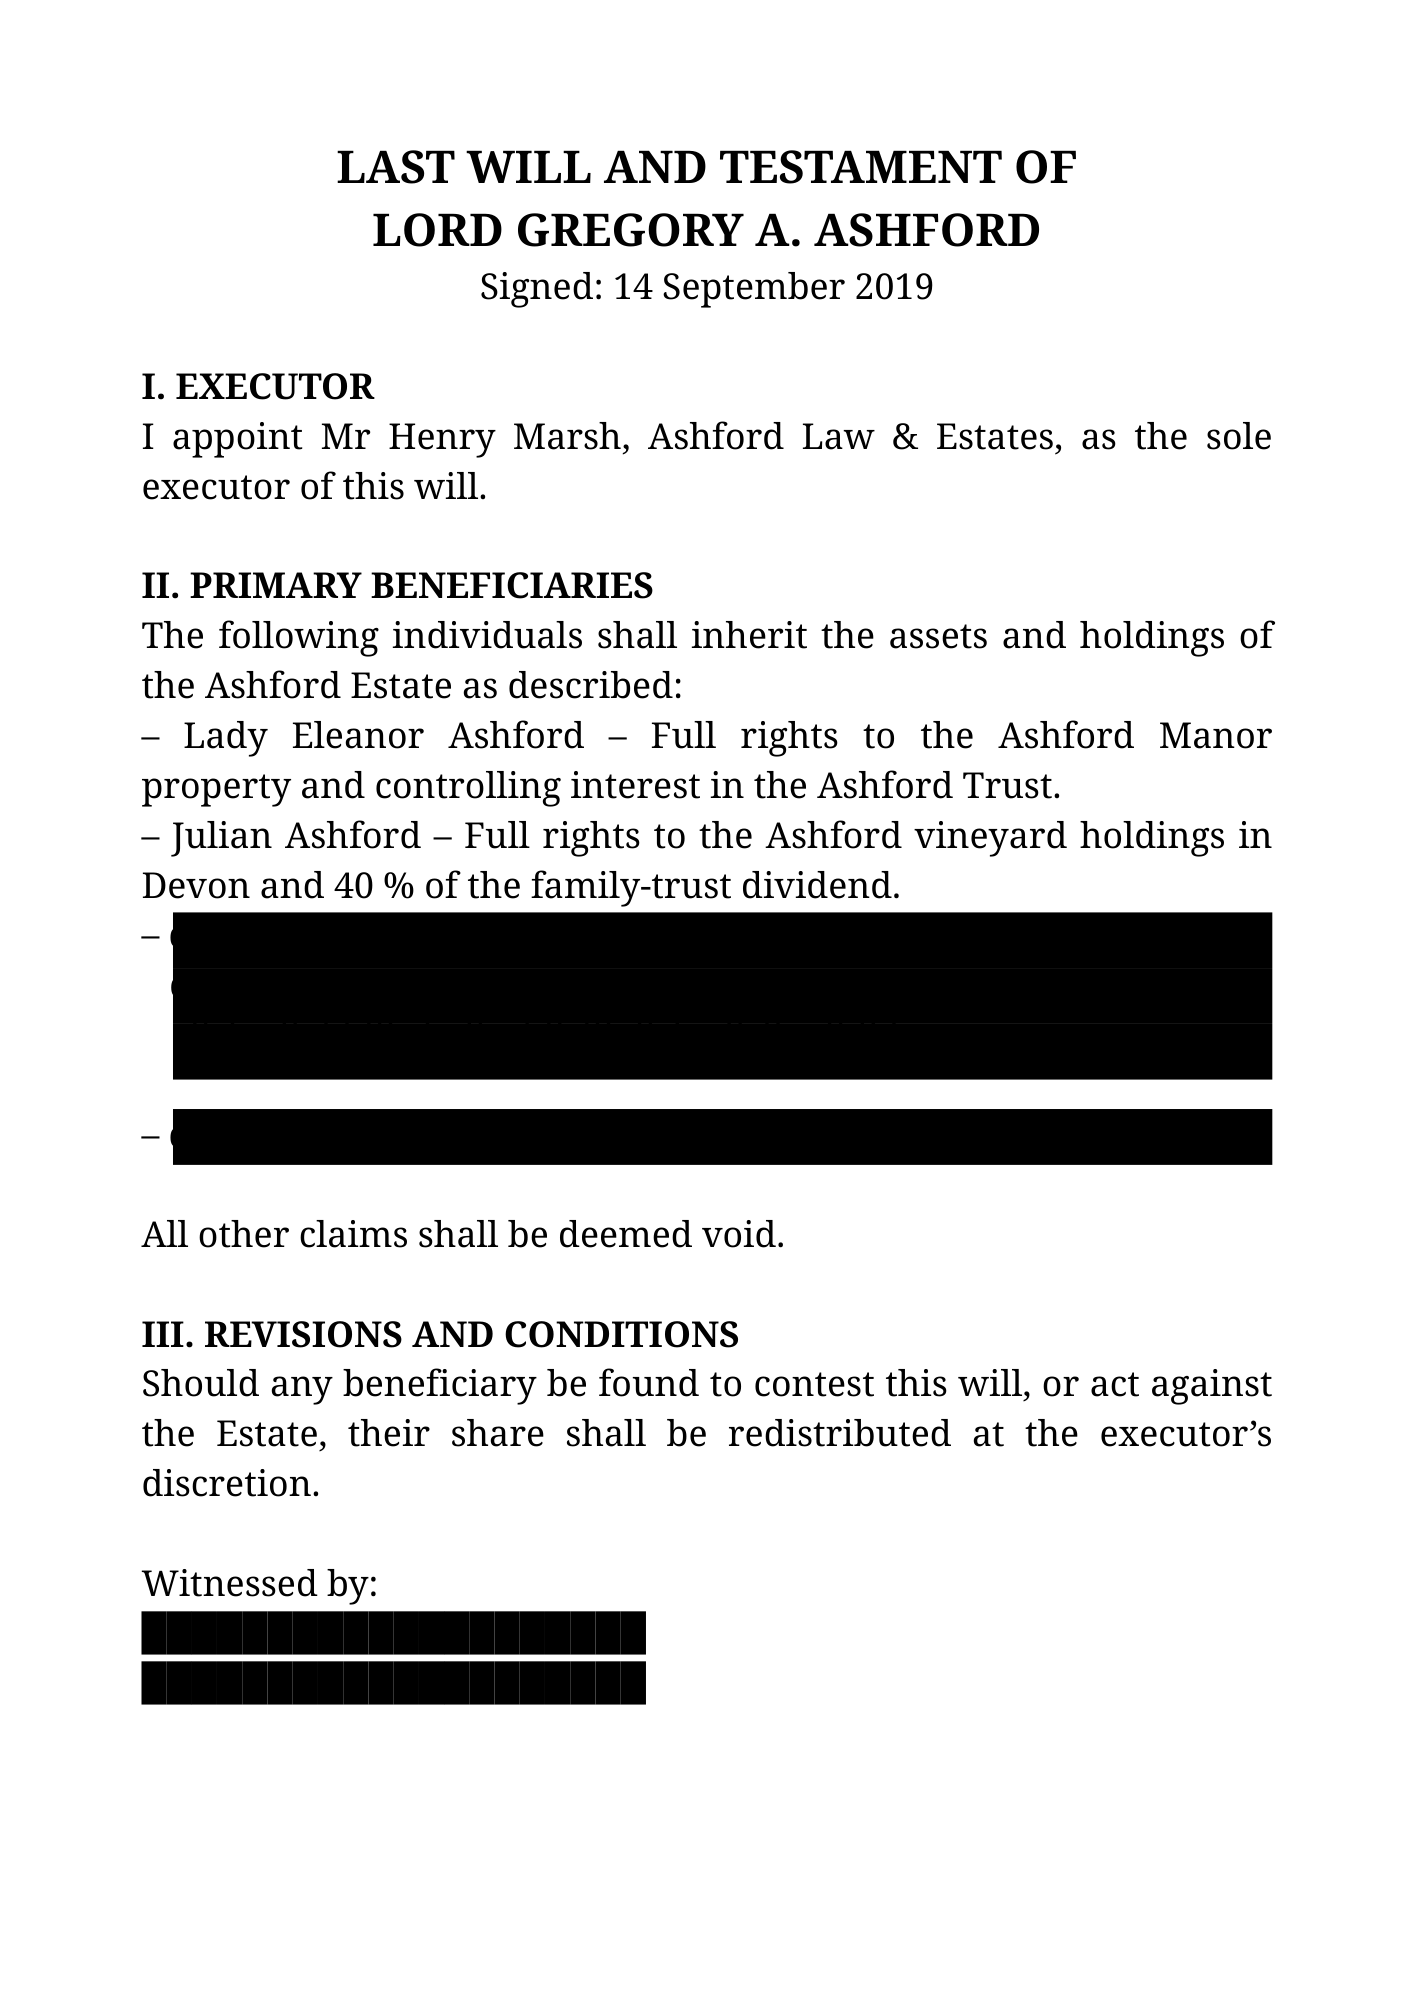 LAST WILL AND TESTAMENT OF
LORD GREGORY A. ASHFORD
Signed: 14 September 2019
I. EXECUTOR
I appoint Mr Henry Marsh, Ashford Law & Estates, as the sole
executor of this will.
II. PRIMARY BENEFICIARIES
The following individuals shall inherit the assets and holdings of
the Ashford Estate as described:
– Lady Eleanor Ashford – Full rights to the Ashford Manor
property and controlling interest in the Ashford Trust.
– Julian Ashford – Full rights to the Ashford vineyard holdings in
Devon and 40 % of the family-trust dividend.
–
–
All other claims shall be deemed void.
III. REVISIONS AND CONDITIONS
Should any beneficiary be found to contest this will, or act against
the Estate, their share shall be redistributed at the executor’s
discretion.
Witnessed by: